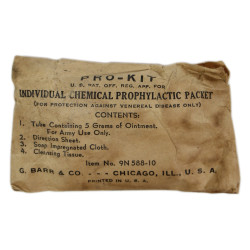 PRO-KIT
U. S. PAT. OFF. REG. APP. FOR
INDIVIDUAL CHEMICAL PROPHYLACTIC PACKET
(FOR PROTECTION AGAINST VENEREAL DISEASE ONLY)
CONTENTS:
1. Tube Containing 5 Grams of Ointment.
For Army Use Only.
2. Direction Sheet.
3. Soap Impregnated Cloth.
4. Cleansing Tissue.
Item No. 9N 588-10
G. BARR & CO. - - - - CHICAGO, ILL., U. S. A.
PRINTED IN U. S. A.